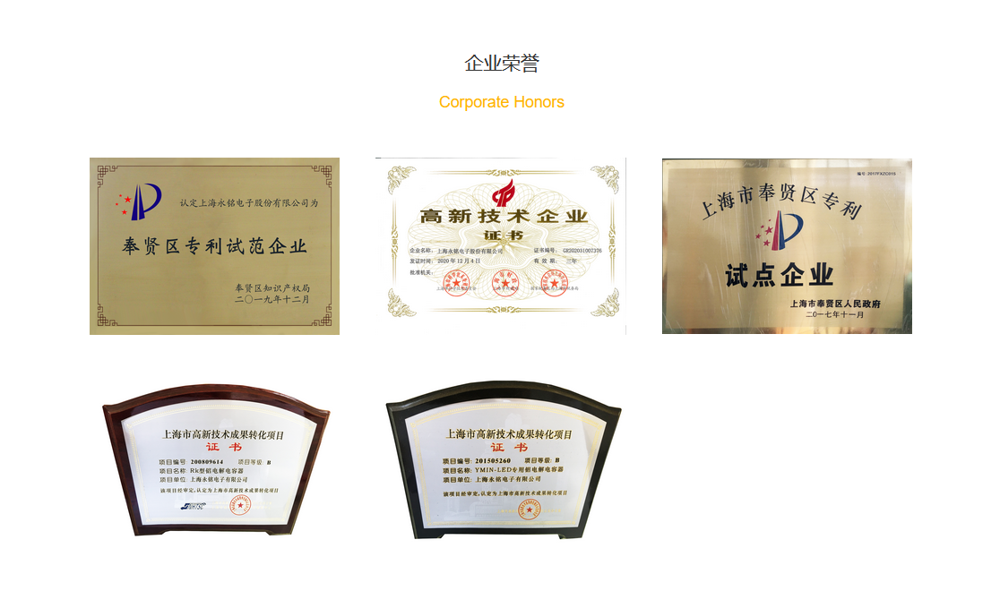 企业荣誉
Corporate Honors
认定上海永铭电子股份有限公司为
奉贤区专利试范企业
奉贤区知识产权局
二〇一九年十二月
高新技术企业
证书
企业名称: 上海永铭电子股份有限公司
证书编号: GR202031002376
发证时间: 2020年12月4日
有 效 期: 三年
批准机关:
编号: 2017FXZC015
上海市奉贤区专利
试点企业
上海市奉贤区人民政府
二〇一七年十一月
上海市高新技术成果转化项目
证 书
项目编号: 200809614 项目等级: B
项目名称: Rk型铝电解电容器
项目单位: 上海永铭电子有限公司
该项目经审定,认定为上海市高新技术成果转化项目
上海市高新技术成果转化项目
证 书
项目编号: 201505260 项目等级: B
项目名称: YMIN-LED专用铝电解电容器
项目单位: 上海永铭电子有限公司
该项目经审定,认定为上海市高新技术成果转化项目